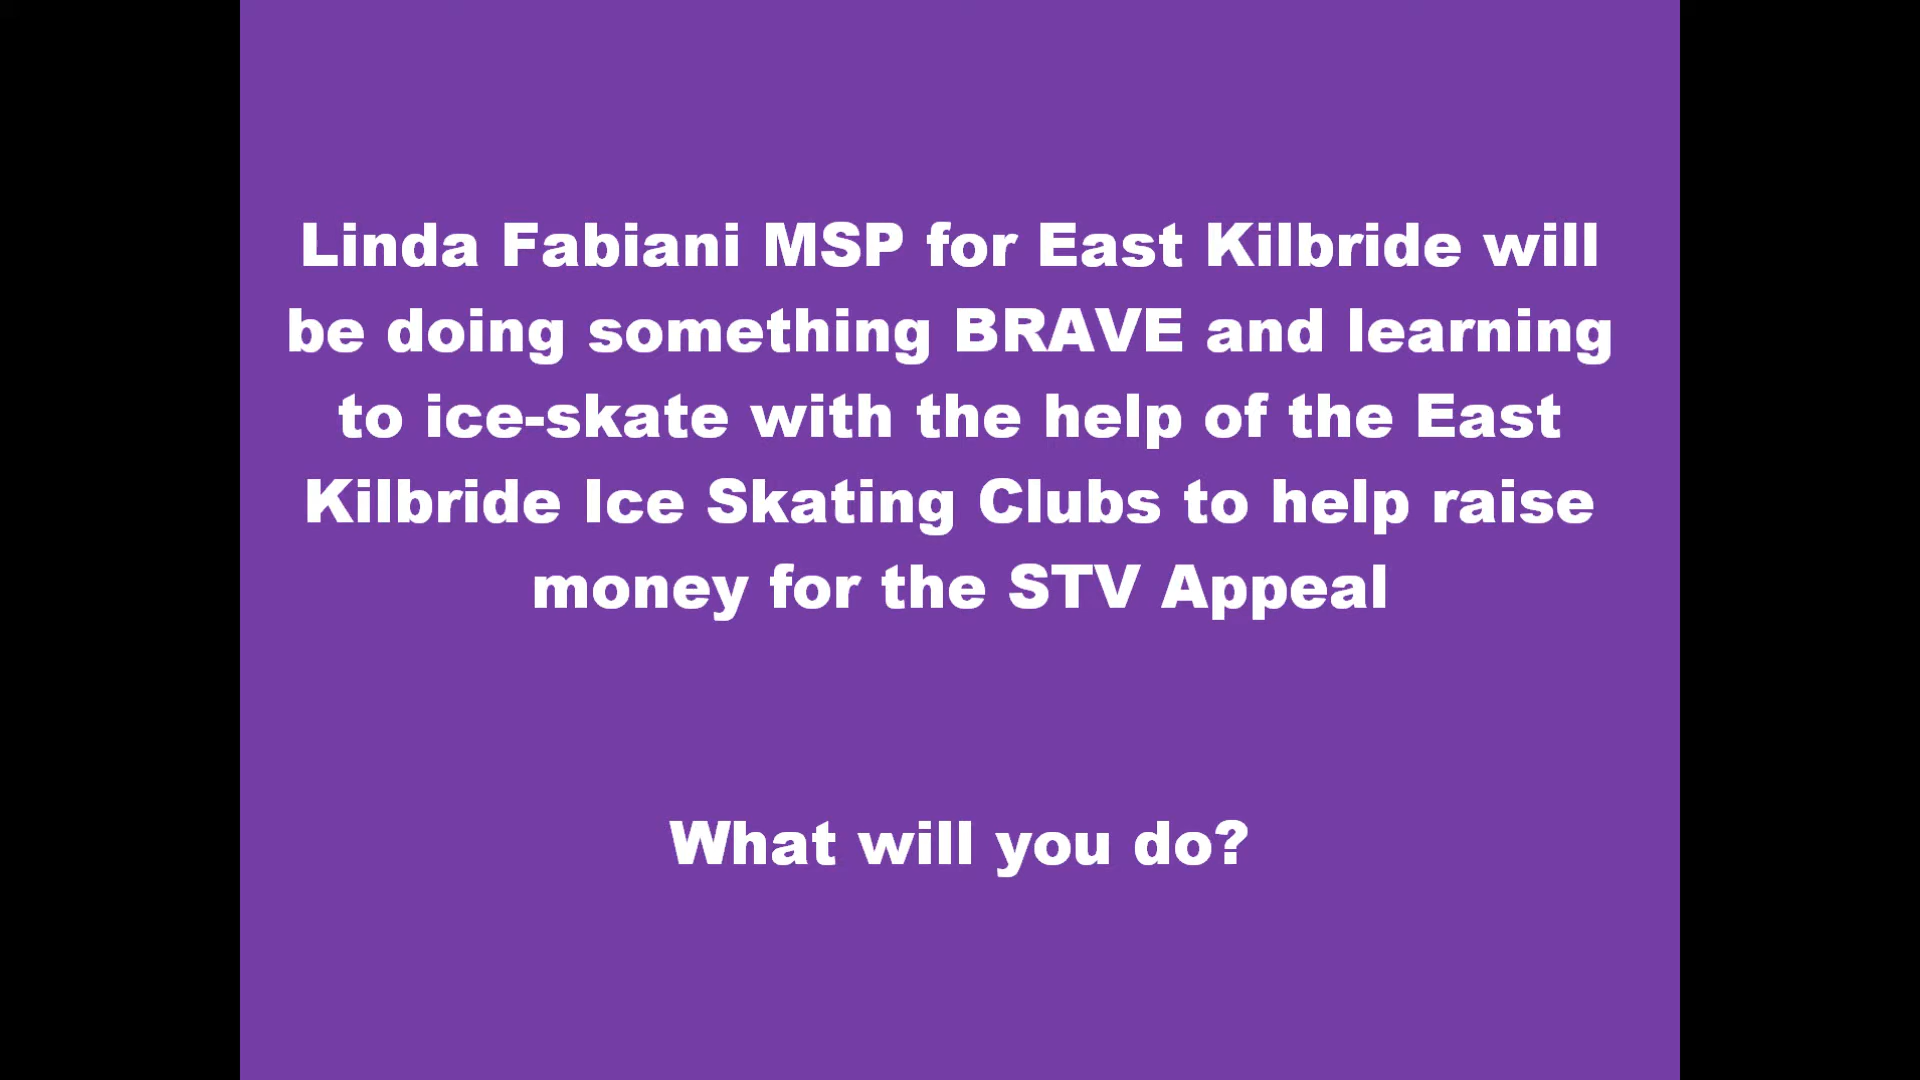 Linda Fabiani MSP for East Kilbride will
be doing something BRAVE and learning
to ice-skate with the help of the East
Kilbride Ice Skating Clubs to help raise
money for the STV Appeal
What will you do?